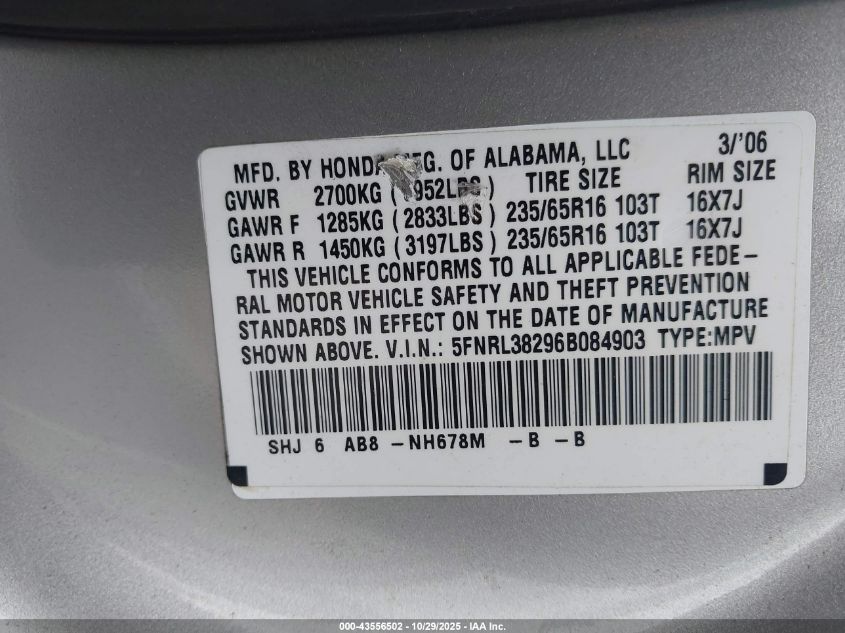 MFD. BY HONDA MFG. OF ALABAMA, LLC 3/'06
GVWR 2700KG ( 952LBS) TIRE SIZE RIM SIZE
GAWR F 1285KG (2833LBS) 235/65R16 103T 16X7J
GAWR R 1450KG (3197LBS) 235/65R16 103T 16X7J
THIS VEHICLE CONFORMS TO ALL APPLICABLE FEDE-
RAL MOTOR VEHICLE SAFETY AND THEFT PREVENTION
STANDARDS IN EFFECT ON THE DATE OF MANUFACTURE
SHOWN ABOVE. V.I.N.: 5FNRL38296B084903 TYPE:MPV
SHJ 6 AB8 -NH678M -B -B
000-43556502 - 10/29/2025 - IAA Inc.